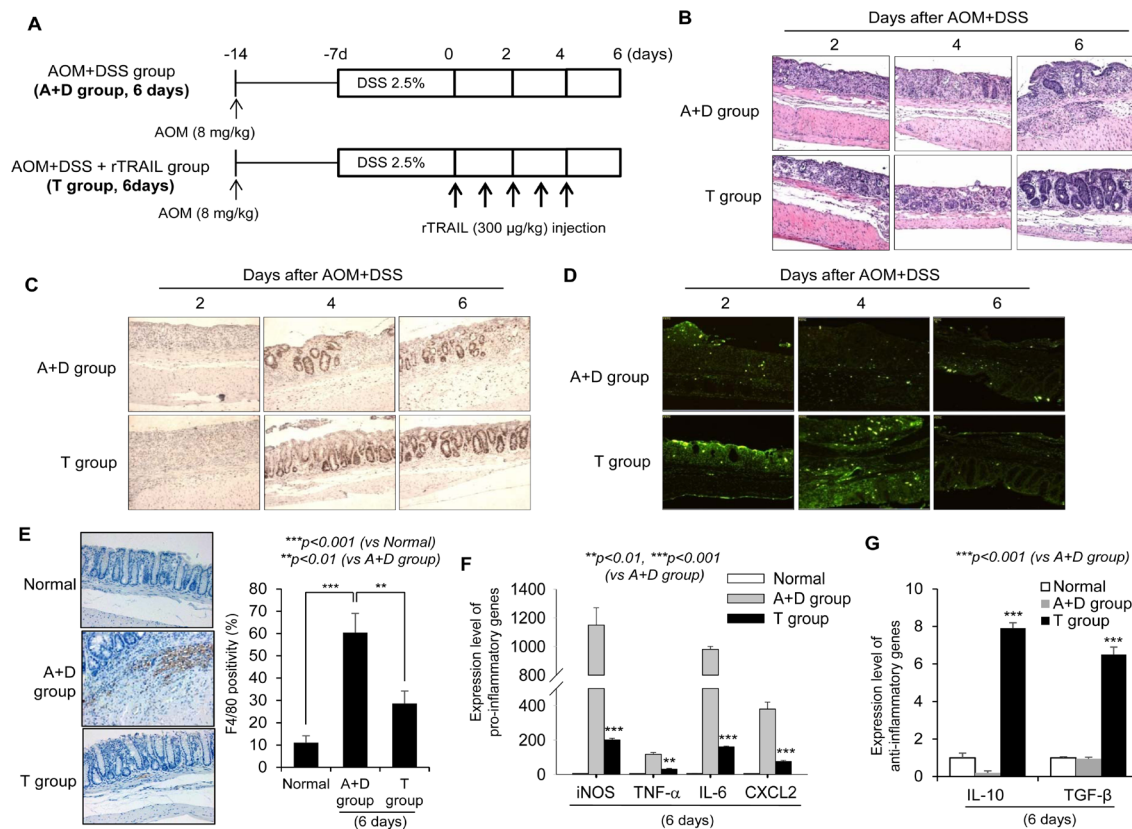 A
-14
-7d
0
2
4
6
(days)
AOM+DSS group
(A+D group, 6 days)
DSS 2.5%
AOM (8 mg/kg)
AOM+DSS + rTRAIL group
(T group, 6days)
DSS 2.5%
AOM (8 mg/kg)
rTRAIL (300 µg/kg) injection
B
Days after AOM+DSS
2
4
6
A+D group
T group
C
Days after AOM+DSS
2
4
6
A+D group
T group
D
Days after AOM+DSS
2
4
6
A+D group
T group
E
Normal
A+D
group
T group
***p<0.001 (vs Normal)
**p<0.01 (vs A+D group)
F4/80 positivity (%)
80
70
60
50
40
30
20
10
0
***
**
Normal
A+D
group
T
group
(6 days)
F
**p<0.01, ***p<0.001
(vs A+D group)
Normal
A+D group
T group
Expression level of
pro-inflammatory genes
1400
1200
1000
600
400
200
0
***
**
***
***
iNOS
TNF-α
IL-6
CXCL2
(6 days)
G
***p<0.001 (vs A+D group)
Normal
A+D group
T group
Expression level of
anti-iuflammatory genes
10
8
6
4
2
0
***
***
IL-10
TGF-β
(6 days)